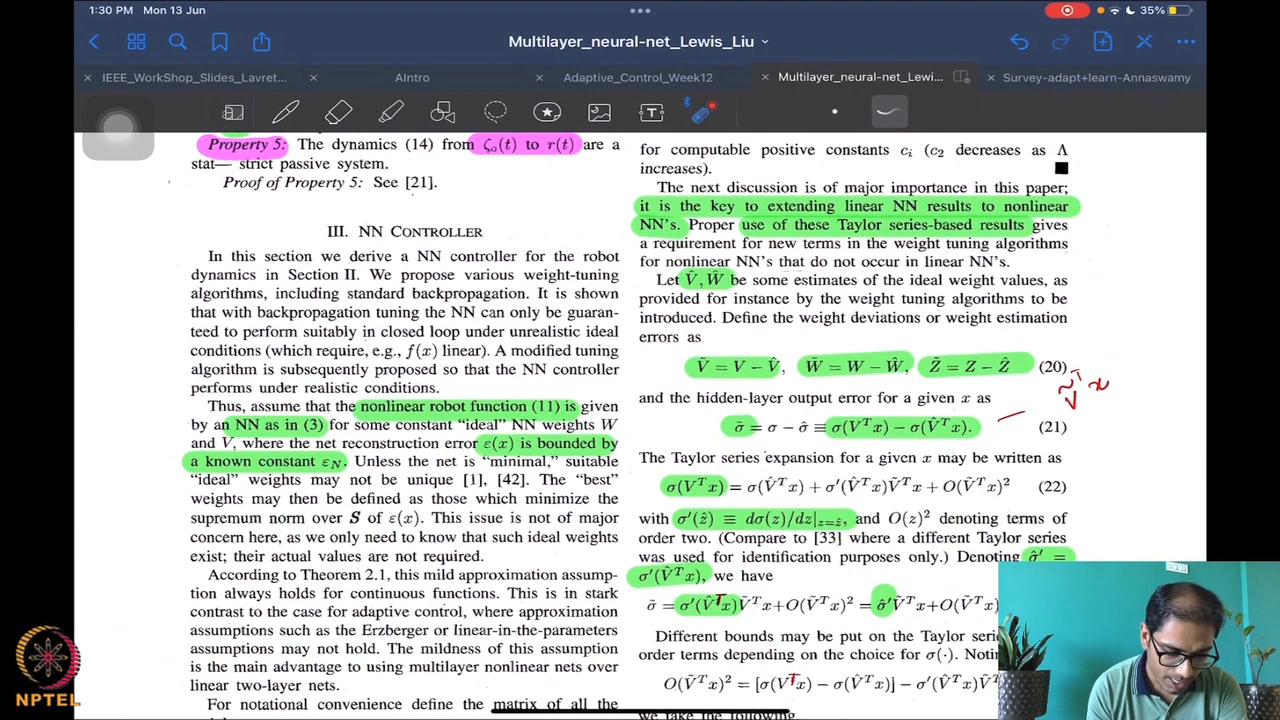 1:30 PM Mon 13 Jun
35%
Multilayer_neural-net_Lewis_Liu
IEEE_WorkShop_Slides_Lavret...
AIntro
Adaptive_Control_Week12
Multilayer_neural-net_Lewi...
Survey-adapt+learn-Annaswamy
Property 5: The dynamics (14) from ζₒ(t) to r(t) are a
stat— strict passive system.
Proof of Property 5: See [21].
III. NN CONTROLLER
In this section we derive a NN controller for the robot
dynamics in Section II. We propose various weight-tuning
algorithms, including standard backpropagation. It is shown
that with backpropagation tuning the NN can only be guaran-
teed to perform suitably in closed loop under unrealistic ideal
conditions (which require, e.g., f(x) linear). A modified tuning
algorithm is subsequently proposed so that the NN controller
performs under realistic conditions.
Thus, assume that the nonlinear robot function (11) is given
by an NN as in (3) for some constant “ideal” NN weights W
and V, where the net reconstruction error ε(x) is bounded by
a known constant ε_N. Unless the net is “minimal,” suitable
“ideal” weights may not be unique [1], [42]. The “best”
weights may then be defined as those which minimize the
supremum norm over S of ε(x). This issue is not of major
concern here, as we only need to know that such ideal weights
exist; their actual values are not required.
According to Theorem 2.1, this mild approximation assump-
tion always holds for continuous functions. This is in stark
contrast to the case for adaptive control, where approximation
assumptions such as the Erzberger or linear-in-the-parameters
assumptions may not hold. The mildness of this assumption
is the main advantage to using multilayer nonlinear nets over
linear two-layer nets.
For notational convenience define the matrix of all the
for computable positive constants cᵢ (c₂ decreases as Λ
increases). ■
The next discussion is of major importance in this paper;
it is the key to extending linear NN results to nonlinear
NN's. Proper use of these Taylor series-based results gives
a requirement for new terms in the weight tuning algorithms
for nonlinear NN's that do not occur in linear NN's.
Let V̂, Ŵ be some estimates of the ideal weight values, as
provided for instance by the weight tuning algorithms to be
introduced. Define the weight deviations or weight estimation
errors as
Ṽ = V − V̂, W̃ = W − Ŵ, Z̃ = Z − Ẑ (20)
Ṽᵀx
and the hidden-layer output error for a given x as
σ̃ = σ − σ̂ ≡ σ(Vᵀx) − σ(V̂ᵀx). (21)
The Taylor series expansion for a given x may be written as
σ(Vᵀx) = σ(V̂ᵀx) + σ′(V̂ᵀx)Ṽᵀx + O(Ṽᵀx)² (22)
with σ′(ẑ) ≡ dσ(z)/dz|z=ẑ, and O(z)² denoting terms of
order two. (Compare to [33] where a different Taylor series
was used for identification purposes only.) Denoting σ̂′ =
σ′(V̂ᵀx), we have
σ̃ = σ′(V̂ᵀx)Ṽᵀx+O(Ṽᵀx)² = σ̂′Ṽᵀx+O(Ṽᵀx)
Different bounds may be put on the Taylor
order terms depending on the choice for σ(·).
O(Ṽᵀx)² = [σ(Vᵀx) − σ(V̂ᵀx)] − σ′(V̂ᵀx)
we take the following.
NPTEL